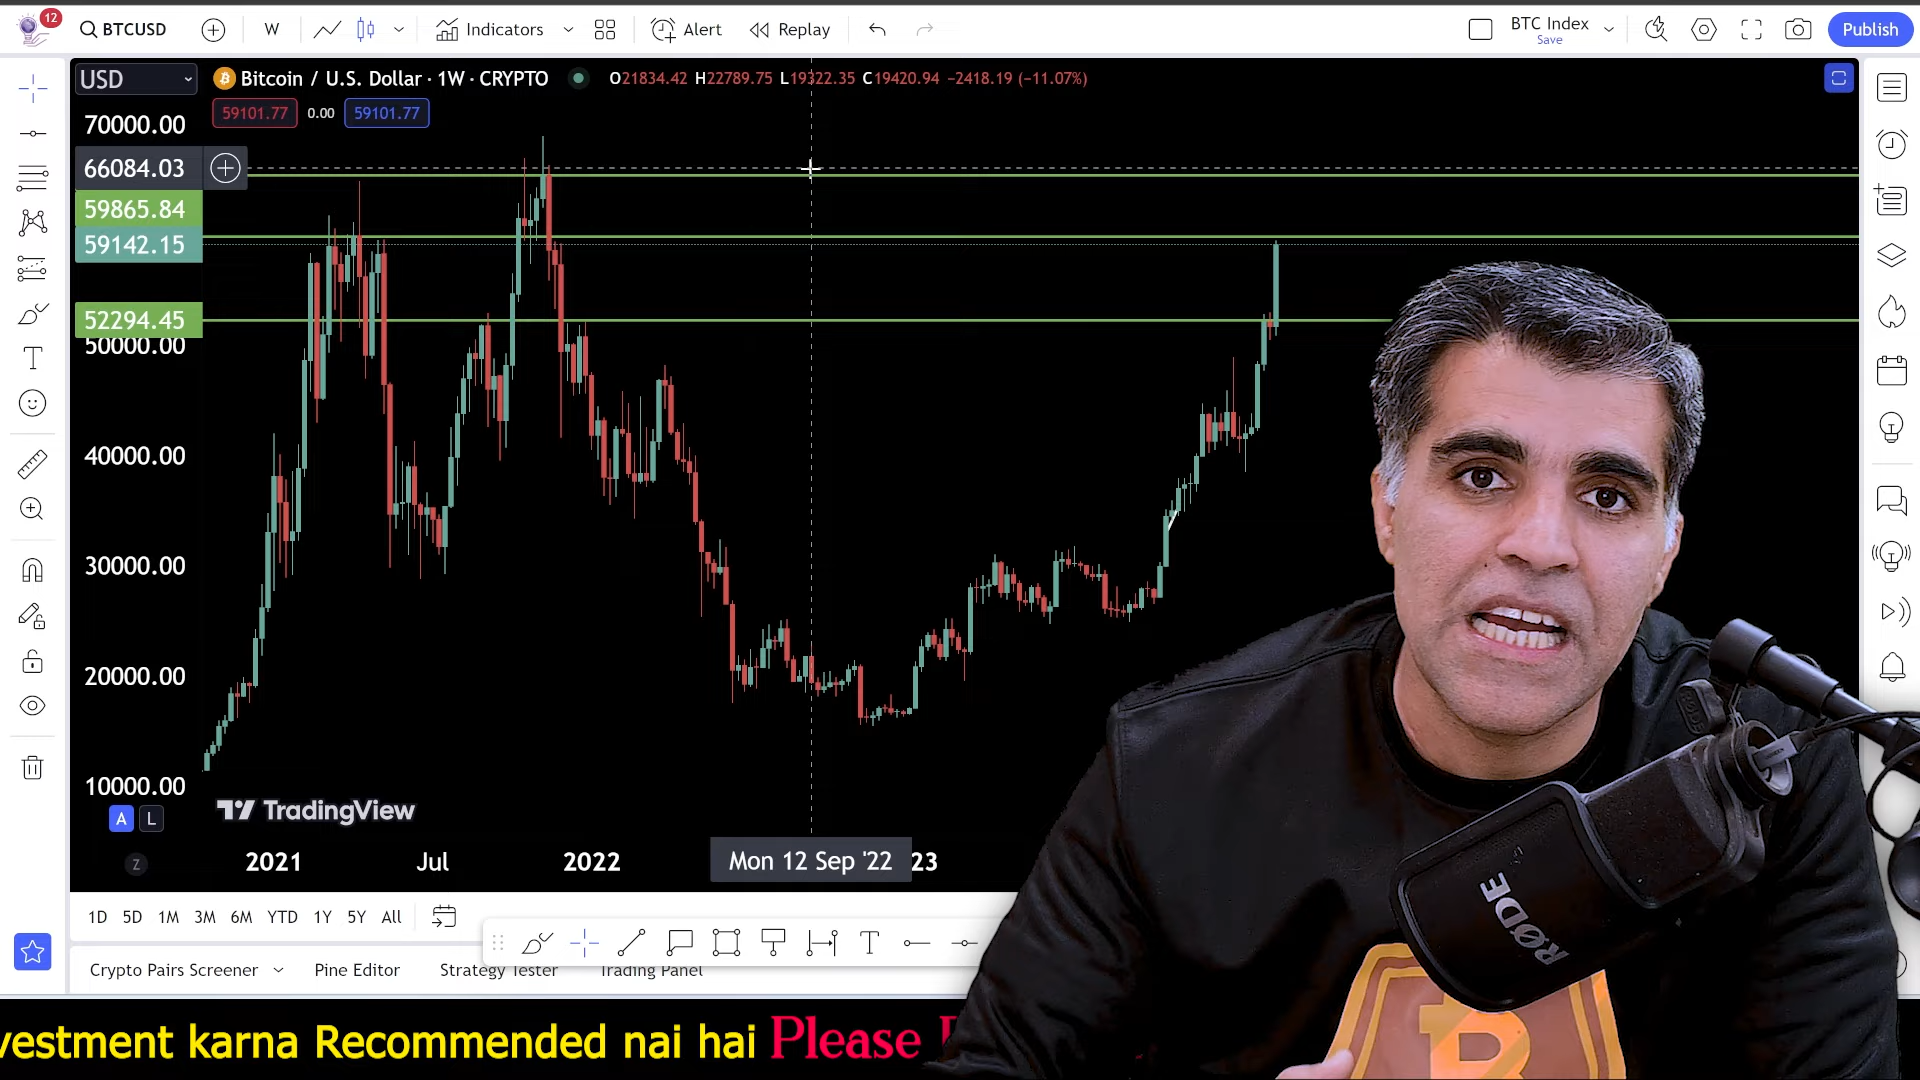 12
BTCUSD
W
Indicators
Alert
Replay
BTC Index
Save
Publish
USD
Bitcoin / U.S. Dollar · 1W · CRYPTO
O21834.42 H22789.75 L19322.35 C19420.94 −2418.19 (−11.07%)
59101.77
0.00
59101.77
70000.00
66084.03
59865.84
59142.15
52294.45
50000.00
40000.00
30000.00
20000.00
10000.00
A
L
TradingView
Z
2021
Jul
2022
Mon 12 Sep '22
23
1D
5D
1M
3M
6M
YTD
1Y
5Y
All
Crypto Pairs Screener
Pine Editor
Strategy Tester
Trading Panel
RØDE
vestment karna Recommended nai hai Please